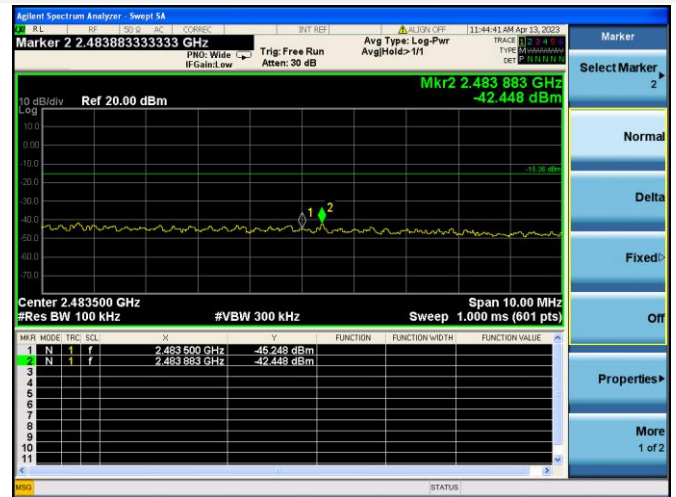 Agilent Spectrum Analyzer - Swept SA
RL RF 50 Ω AC CORREC INT REF ALIGN OFF 11:44:41 AM Apr 13, 2023
Marker 2 2.483883333333 GHz
PNO: Wide
IFGain:Low
Trig: Free Run
Atten: 30 dB
Avg Type: Log-Pwr
Avg|Hold:>1/1
TRACE 1 2 3 4 5 6
TYPE
DET P N N N N N
Mkr2 2.483 883 GHz
-42.448 dBm
10 dB/div Ref 20.00 dBm
Log
10.0
0.00
-10.0
-15.36 dBm
-20.0
-30.0
1 2
-40.0
-50.0
-60.0
-70.0
Center 2.483500 GHz Span 10.00 MHz
#Res BW 100 kHz #VBW 300 kHz Sweep 1.000 ms (601 pts)
MKR MODE TRC SCL X Y FUNCTION FUNCTION WIDTH FUNCTION VALUE
1 N 1 f 2.483 500 GHz -45.248 dBm
2 N 1 f 2.483 883 GHz -42.448 dBm
3
4
5
6
7
8
9
10
11
MSG STATUS
Marker
Select Marker
2
Normal
Delta
Fixed
Off
Properties
More
1 of 2